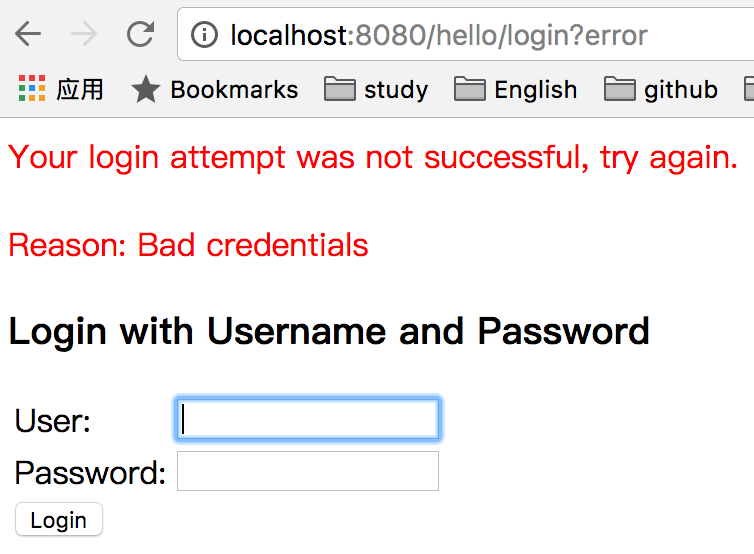 localhost:8080/hello/login?error
应用 Bookmarks study English github
Your login attempt was not successful, try again.
Reason: Bad credentials
Login with Username and Password
User:
Password:
Login